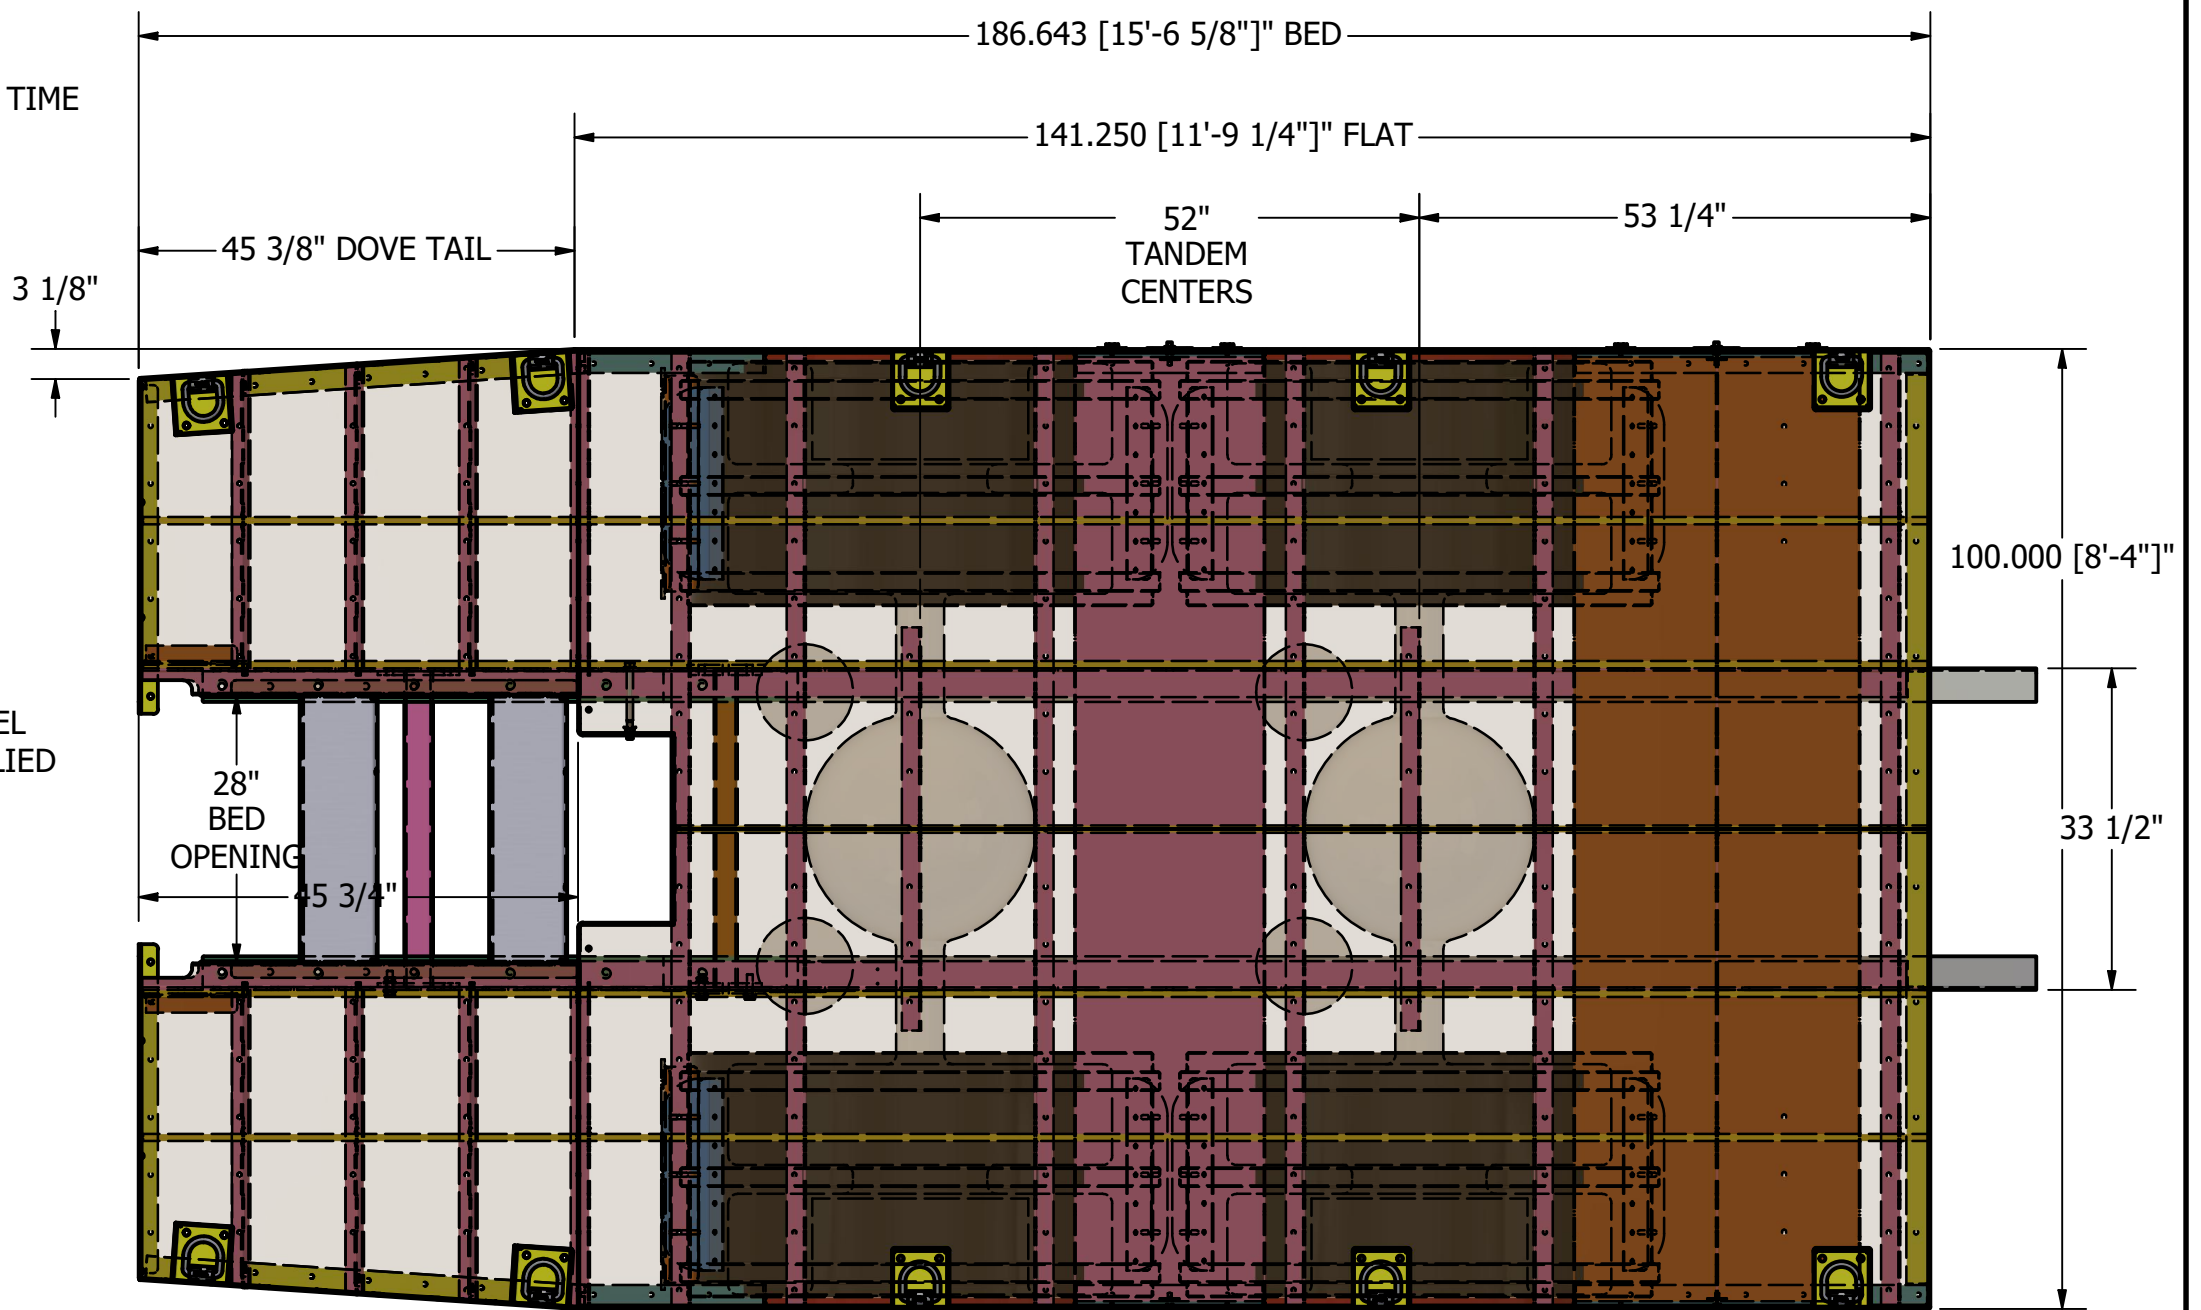 186.643 [15'-6 5/8"]" BED
TIME
141.250 [11'-9 1/4"]" FLAT
52"
TANDEM
CENTERS
53 1/4"
45 3/8" DOVE TAIL
3 1/8"
100.000 [8'-4"]"
EL
LIED
28"
BED
OPENING
45 3/4"
33 1/2"